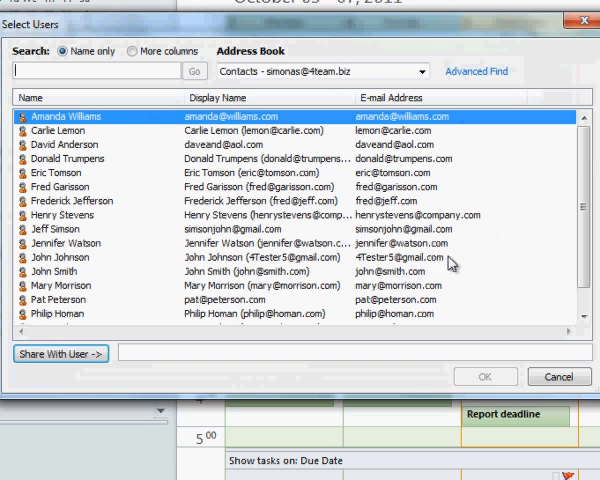 October 03 - 07, 2011
Select Users
Search: Name only More columns Address Book
Go Contacts - simonas@4team.biz Advanced Find
Name Display Name E-mail Address
Amanda Williams amanda@williams.com amanda@williams.com
Carlie Lemon Carlie Lemon (lemon@carlie.com) lemon@carlie.com
David Anderson daveand@aol.com daveand@aol.com
Donald Trumpens Donald Trumpens (donald@trumpens... donald@trumpens.com
Eric Tomson Eric Tomson (eric@tomson.com) eric@tomson.com
Fred Garisson Fred Garisson (fred@garisson.com) fred@garisson.com
Frederick Jefferson Frederick Jefferson (fred@jeff.com) fred@jeff.com
Henry Stevens Henry Stevens (henrystevens@comp... henrystevens@company.com
Jeff Simson simsonjohn@gmail.com simsonjohn@gmail.com
Jennifer Watson Jennifer Watson (jennifer@watson.c... jennifer@watson.com
John Johnson John Johnson (4Tester5@gmail.com) 4Tester5@gmail.com
John Smith John Smith (john@smith.com) john@smith.com
Mary Morrison Mary Morrison (mary@morrison.com) mary@morrison.com
Pat Peterson pat@peterson.com pat@peterson.com
Philip Homan Philip Homan (philip@homan.com) philip@homan.com
Share With User ->
OK Cancel
Report deadline
5 00
Show tasks on: Due Date